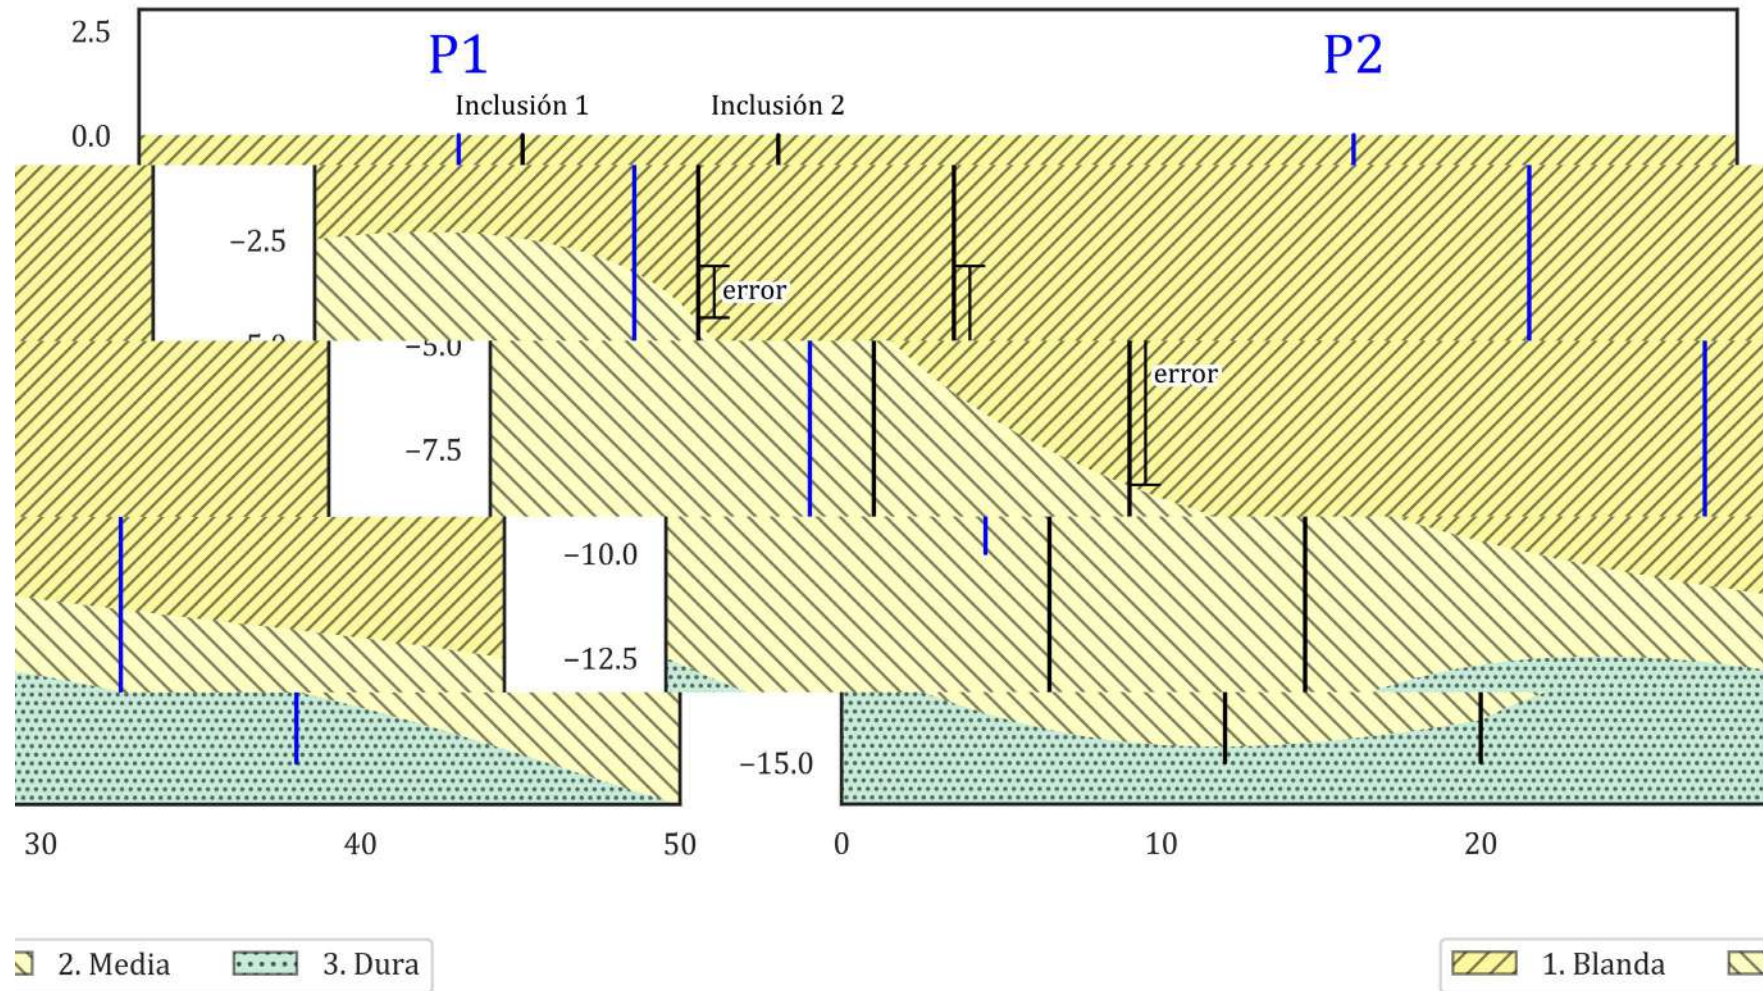 2.5
P1
P2
Inclusión 1
Inclusión 2
0.0
−2.5
error
−5.0
error
−7.5
−10.0
−12.5
−15.0
30
40
50
0
10
20
2. Media
3. Dura
1. Blanda